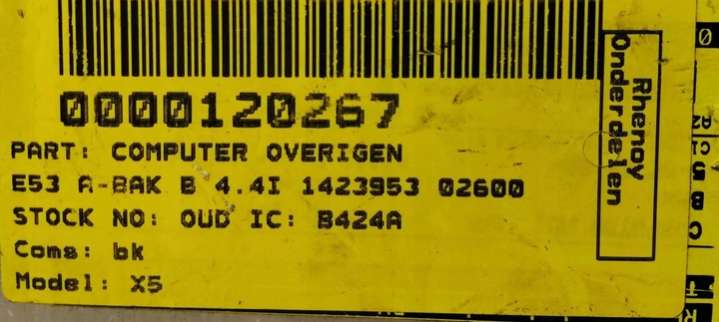 0000120267
PART: COMPUTER OVERIGEN
E53 A-BAK B 4.4I 1423953 02600
STOCK NO: OUD IC: B424A
Coms: bk
Model: X5
Rhenoy
Onderdelen